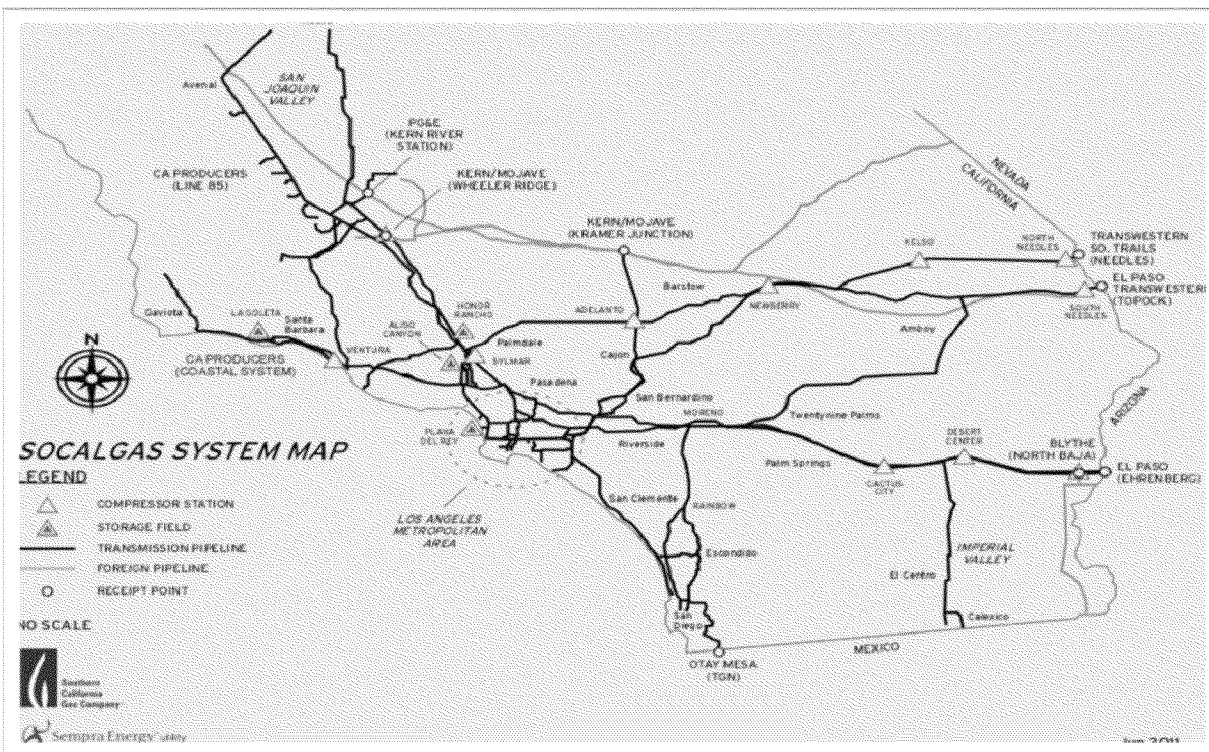 Avenal
SAN
JOAQUIN
VALLEY
PG&E
(KERN RIVER
STATION)
CA PRODUCERS
(LINE 85)
KERN/MOJAVE
(WHEELER RIDGE)
NEVADA
CALIFORNIA
KERN/MOJAVE
(KRAMER JUNCTION)
KELSO
NORTH
NEEDLES
TRANSWESTERN
SO. TRAILS
(NEEDLES)
EL PASO
TRANSWESTERN
(TOPOCK)
SOUTH
NEEDLES
Barstow
NEWBERRY
Gaviota
LA GOLETA
Santa
Barbara
HONOR
RANCHO
ALISO
CANYON
ADELANTO
Amboy
N
CA PRODUCERS
(COASTAL SYSTEM)
VENTURA
Palmdale
SYLMAR
Cajon
Pasadena
San Bernardino
ARIZONA
PLAYA
DEL REY
Riverside
MORENO
Twentynine Palms
DESERT
CENTER
BLYTHE
(NORTH BAJA)
Palm Springs
CACTUS
CITY
EL PASO
(EHRENBERG)
SOCALGAS SYSTEM MAP
LEGEND
COMPRESSOR STATION
STORAGE FIELD
TRANSMISSION PIPELINE
FOREIGN PIPELINE
RECEIPT POINT
NO SCALE
LOS ANGELES
METROPOLITAN
AREA
San Clemente
RAINBOW
Escondido
IMPERIAL
VALLEY
El Centro
Calexico
San
Diego
MEXICO
OTAY MESA
(TGN)
Southern
California
Gas Company
Sempra Energy utility
2011